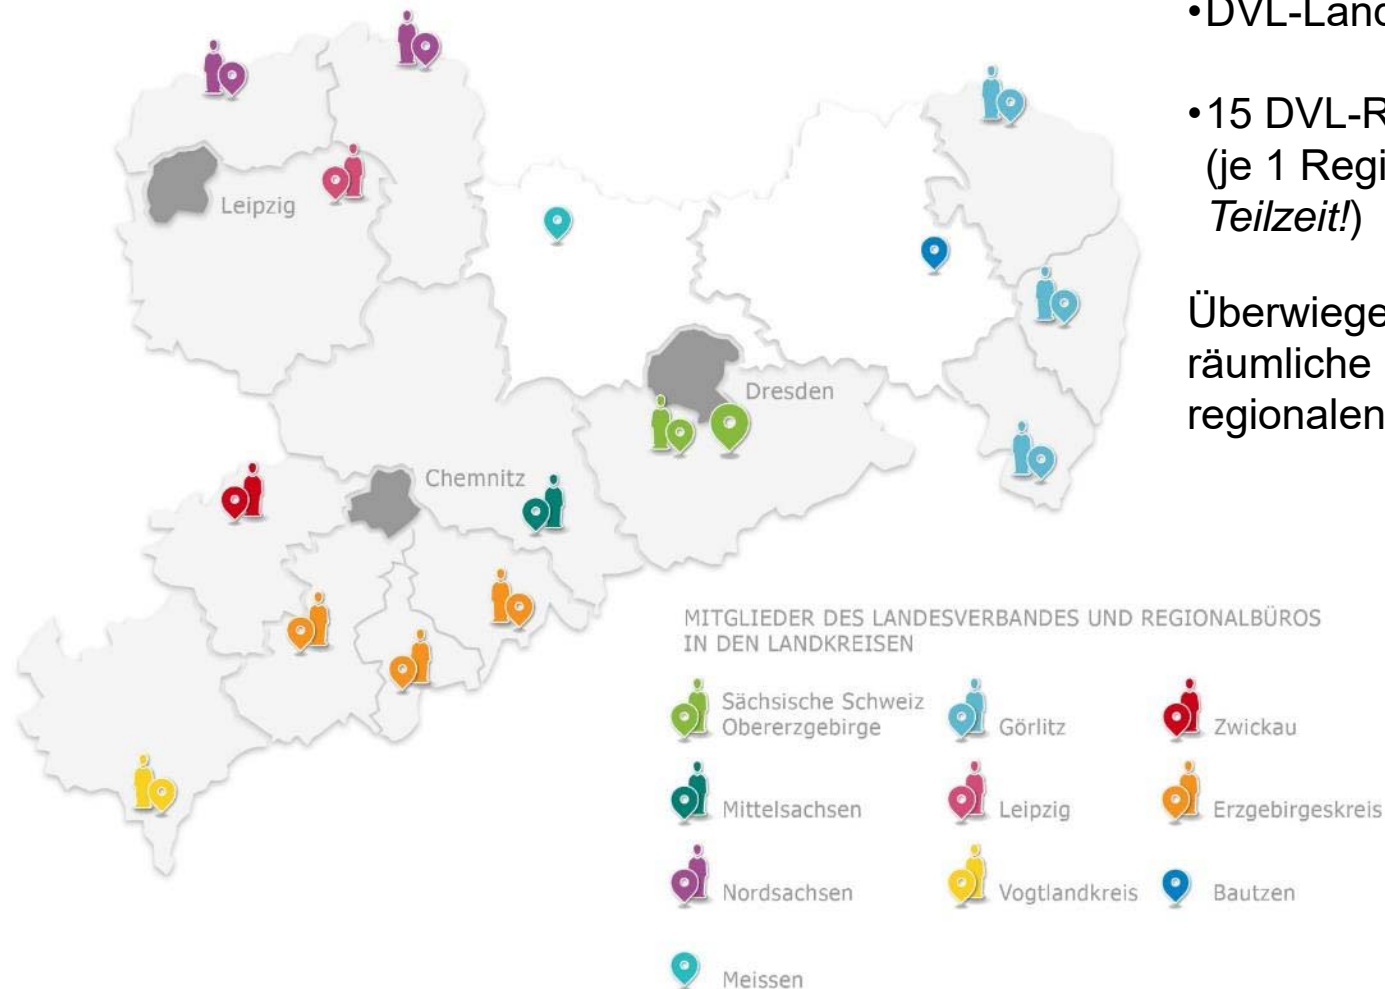 •DVL-Land
•15 DVL-R
(je 1 Regi
Teilzeit!)
Überwiege
räumliche
regionalen
Leipzig
Dresden
Chemnitz
MITGLIEDER DES LANDESVERBANDES UND REGIONALBÜROS
IN DEN LANDKREISEN
Sächsische Schweiz
Obererzgebirge
Görlitz
Zwickau
Mittelsachsen
Leipzig
Erzgebirgeskreis
Nordsachsen
Vogtlandkreis
Bautzen
Meissen